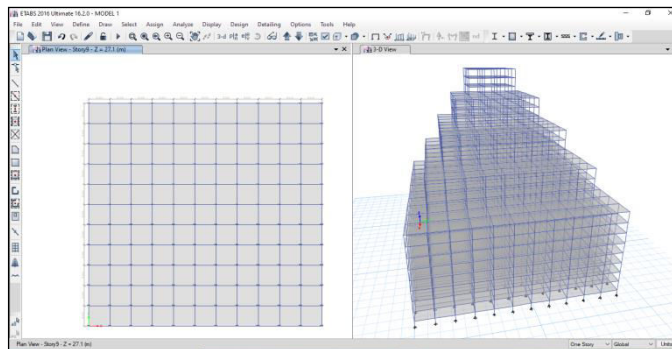 ETABS 2016 Ultimate 16.2.0 - MODEL 1
File Edit View Define Draw Select Assign Analyze Display Design Detailing Options Tools Help
Plan View - Story9 - Z = 27.1 (m)
3-D View
Plan View - Story9 - Z = 27.1 (m)
One Story
Global
Units